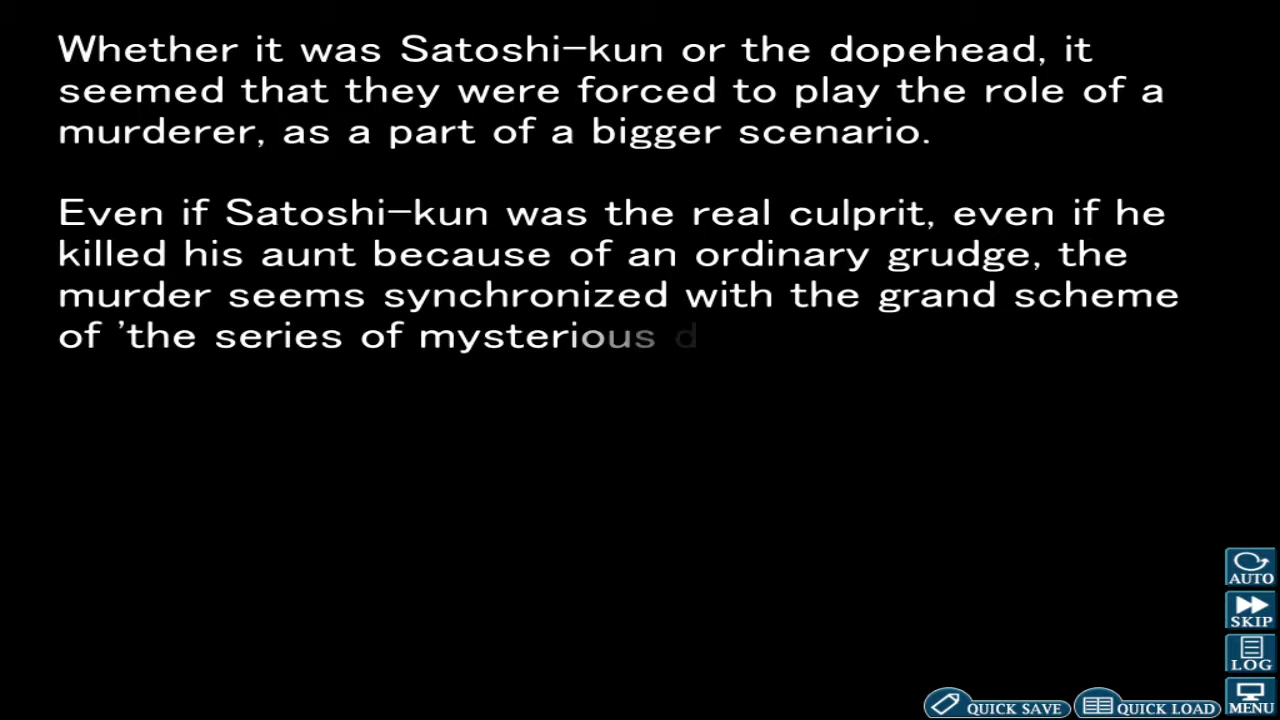 Whether it was Satoshi-kun or the dopehead, it
seemed that they were forced to play the role of a
murderer, as a part of a bigger scenario.
Even if Satoshi-kun was the real culprit, even if he
killed his aunt because of an ordinary grudge, the
murder seems synchronized with the grand scheme
of 'the series of mysterious d
AUTO
SKIP
LOG
MENU
QUICK SAVE
QUICK LOAD